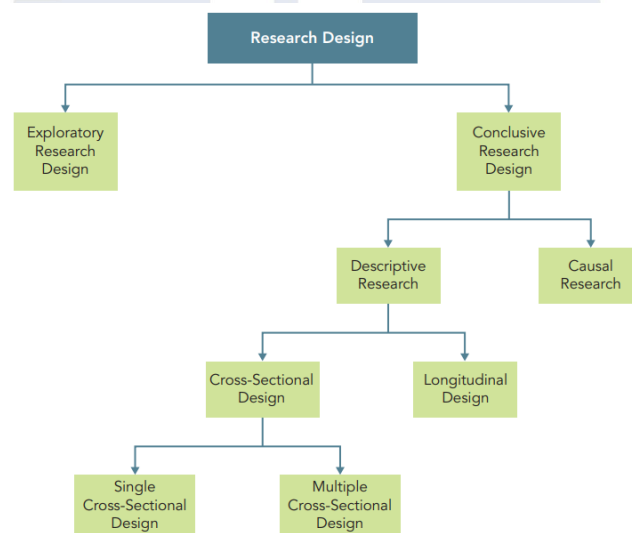 Research Design
Exploratory
Research
Design
Conclusive
Research
Design
Descriptive
Research
Causal
Research
Cross-Sectional
Design
Longitudinal
Design
Single
Cross-Sectional
Design
Multiple
Cross-Sectional
Design